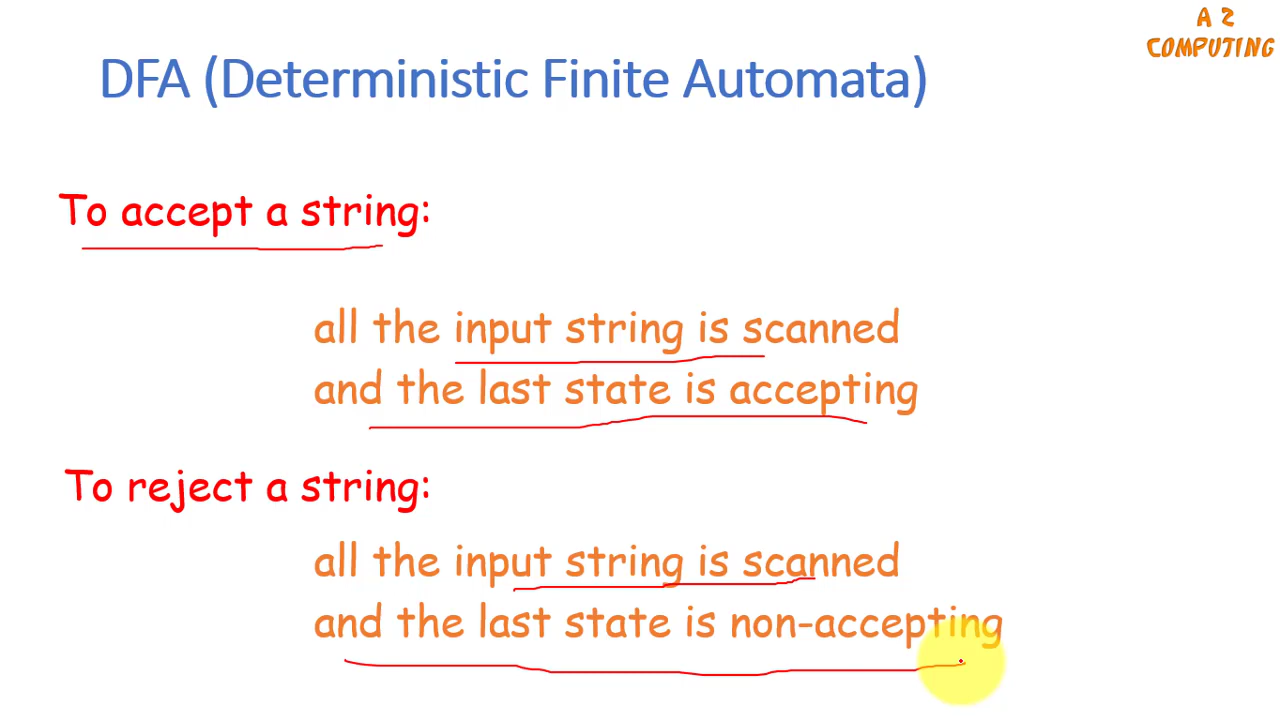 A Z
COMPUTING
DFA (Deterministic Finite Automata)
To accept a string:
all the input string is scanned
and the last state is accepting
To reject a string:
all the input string is scanned
and the last state is non-accepting